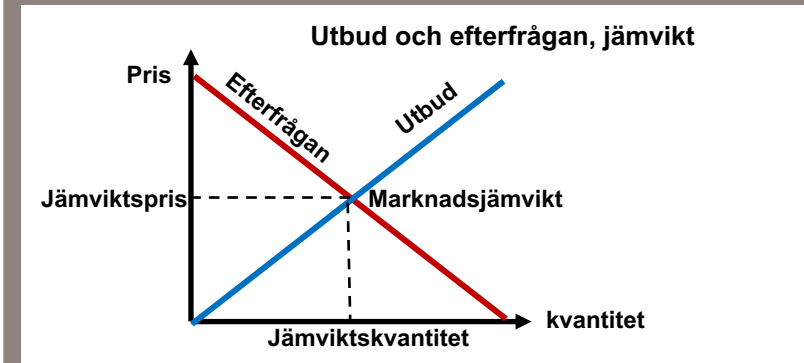 Utbud och efterfrågan, jämvikt
Pris
Efterfrågan
Utbud
Jämviktspris
Marknadsjämvikt
kvantitet
Jämviktskvantitet